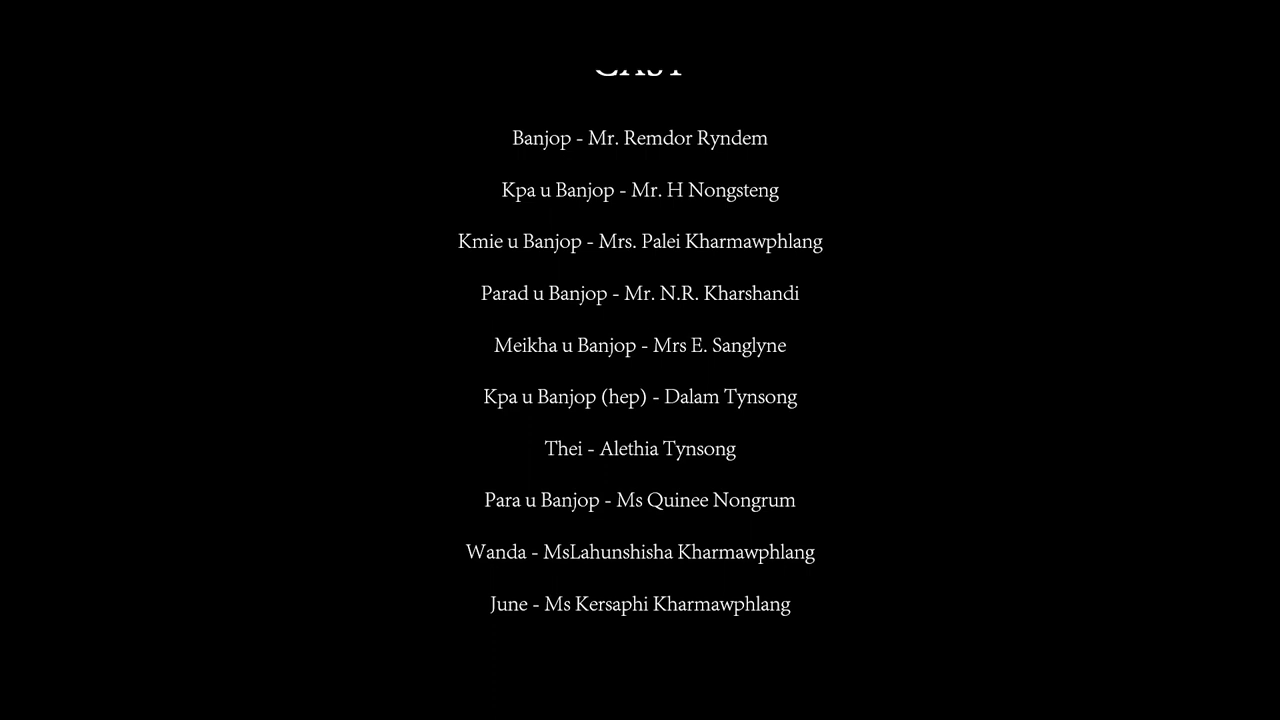 CAST
Banjop - Mr. Remdor Ryndem
Kpa u Banjop - Mr. H Nongsteng
Kmie u Banjop - Mrs. Palei Kharmawphlang
Parad u Banjop - Mr. N.R. Kharshandi
Meikha u Banjop - Mrs E. Sanglyne
Kpa u Banjop (hep) - Dalam Tynsong
Thei - Alethia Tynsong
Para u Banjop - Ms Quinee Nongrum
Wanda - MsLahunshisha Kharmawphlang
June - Ms Kersaphi Kharmawphlang